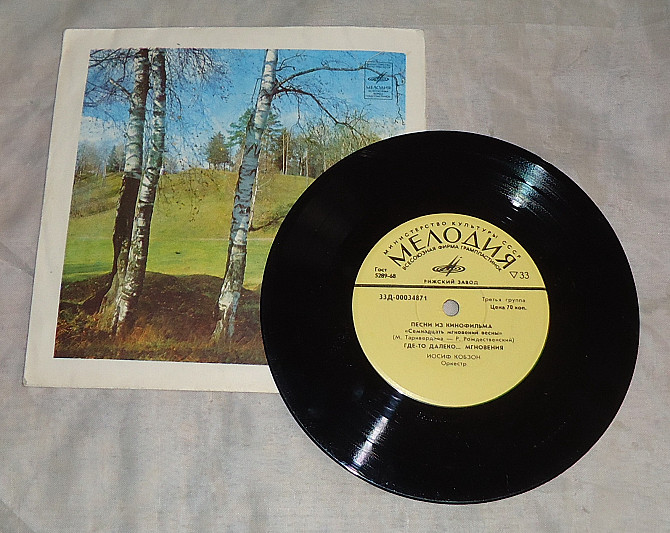 МЕЛОДИЯ
МИНИСТЕРСТВО КУЛЬТУРЫ СССР
МЕЛОДИЯ
ВСЕСОЮЗНАЯ ФИРМА ГРАМПЛАСТИНОК
Гост
5289-68
33
РИЖСКИЙ ЗАВОД
33Д-00034871
Третья группа
Цена 70 коп.
ПЕСНИ ИЗ КИНОФИЛЬМА
«Семнадцать мгновений весны»
(М. Таривердиев — Р. Рождественский)
ГДЕ-ТО ДАЛЕКО... МГНОВЕНИЯ
ИОСИФ КОБЗОН
Оркестр